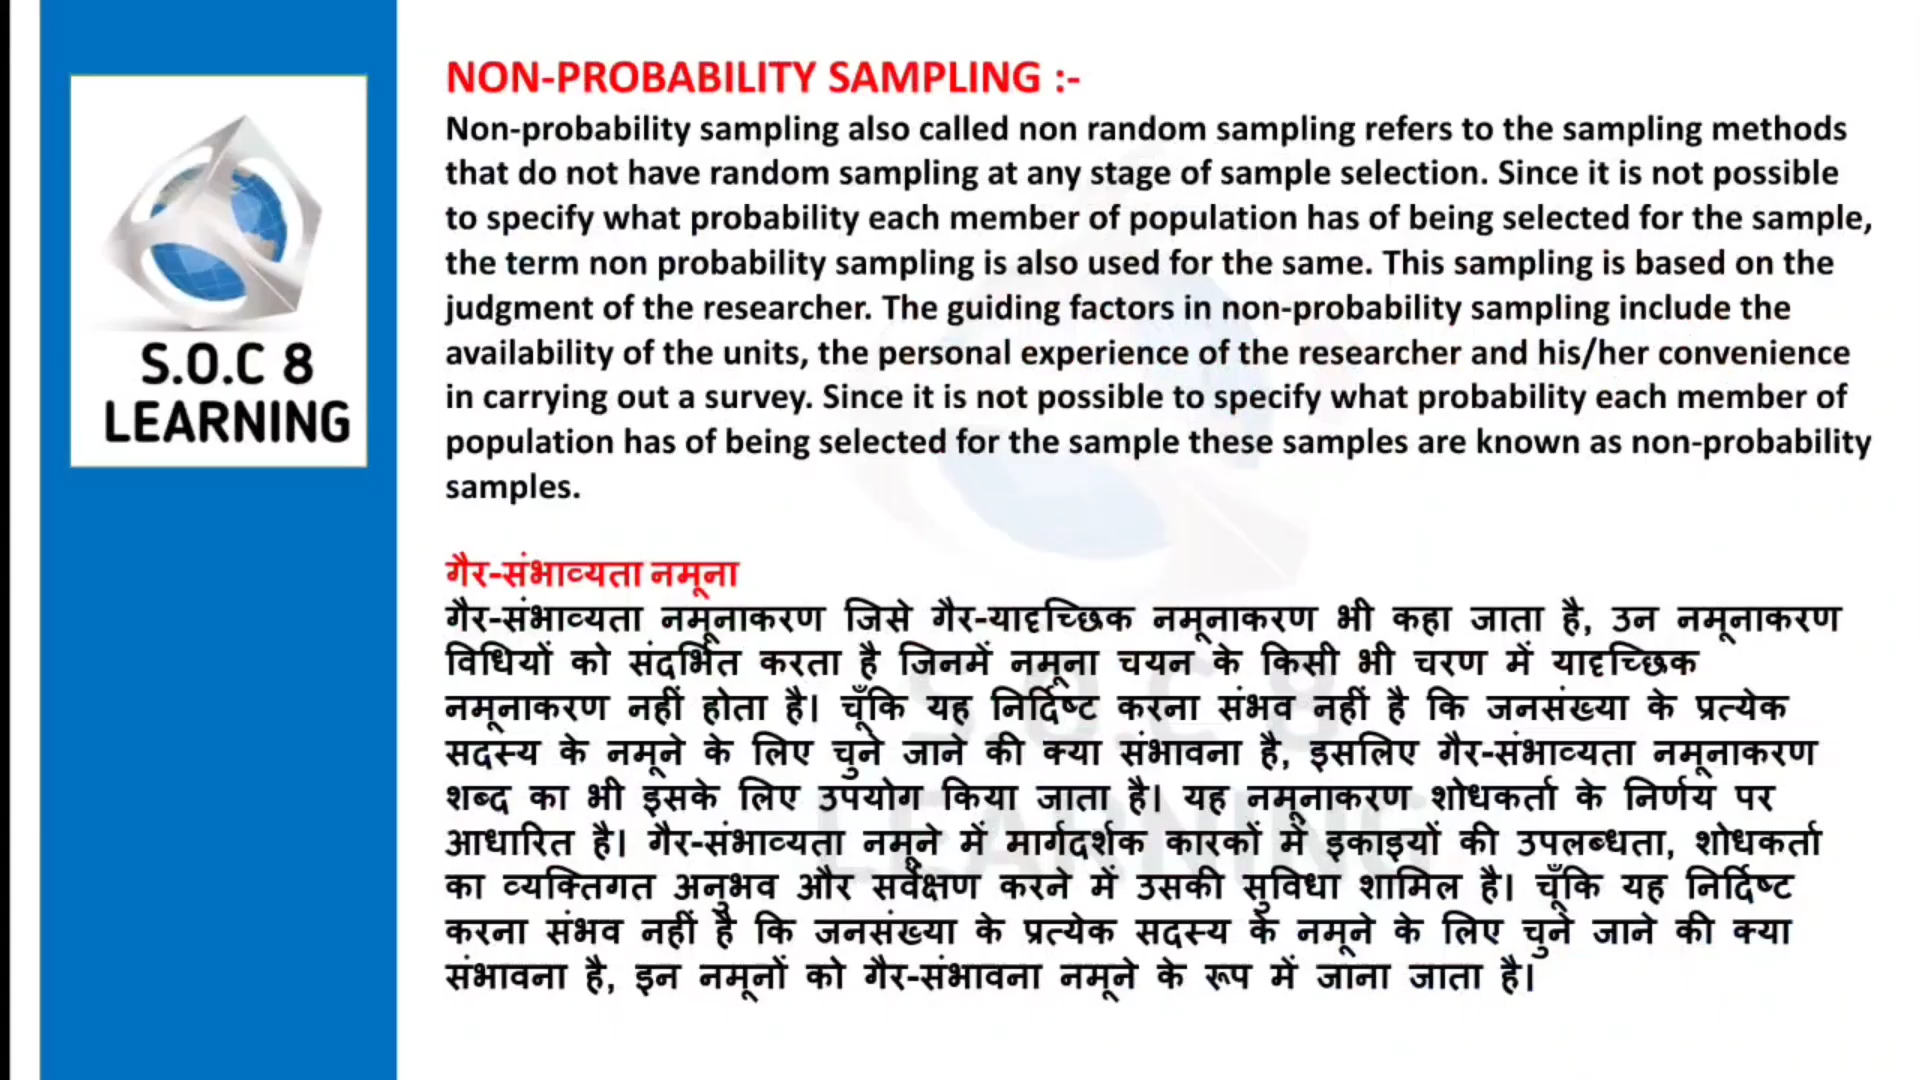 S.O.C 8
LEARNING
NON-PROBABILITY SAMPLING :-
Non-probability sampling also called non random sampling refers to the sampling methods
that do not have random sampling at any stage of sample selection. Since it is not possible
to specify what probability each member of population has of being selected for the sample,
the term non probability sampling is also used for the same. This sampling is based on the
judgment of the researcher. The guiding factors in non-probability sampling include the
availability of the units, the personal experience of the researcher and his/her convenience
in carrying out a survey. Since it is not possible to specify what probability each member of
population has of being selected for the sample these samples are known as non-probability
samples.
गैर-संभाव्यता नमूना
गैर-संभाव्यता नमूनाकरण जिसे गैर-यादृच्छिक नमूनाकरण भी कहा जाता है, उन नमूनाकरण
विधियों को संदर्भित करता है जिनमें नमूना चयन के किसी भी चरण में यादृच्छिक
नमूनाकरण नहीं होता है। चूँकि यह निर्दिष्ट करना संभव नहीं है कि जनसंख्या के प्रत्येक
सदस्य के नमूने के लिए चुने जाने की क्या संभावना है, इसलिए गैर-संभाव्यता नमूनाकरण
शब्द का भी इसके लिए उपयोग किया जाता है। यह नमूनाकरण शोधकर्ता के निर्णय पर
आधारित है। गैर-संभाव्यता नमूने में मार्गदर्शक कारकों में इकाइयों की उपलब्धता, शोधकर्ता
का व्यक्तिगत अनुभव और सर्वेक्षण करने में उसकी सुविधा शामिल है। चूँकि यह निर्दिष्ट
करना संभव नहीं है कि जनसंख्या के प्रत्येक सदस्य के नमूने के लिए चुने जाने की क्या
संभावना है, इन नमूनों को गैर-संभावना नमूने के रूप में जाना जाता है।
S.O.C 8
LEARNING